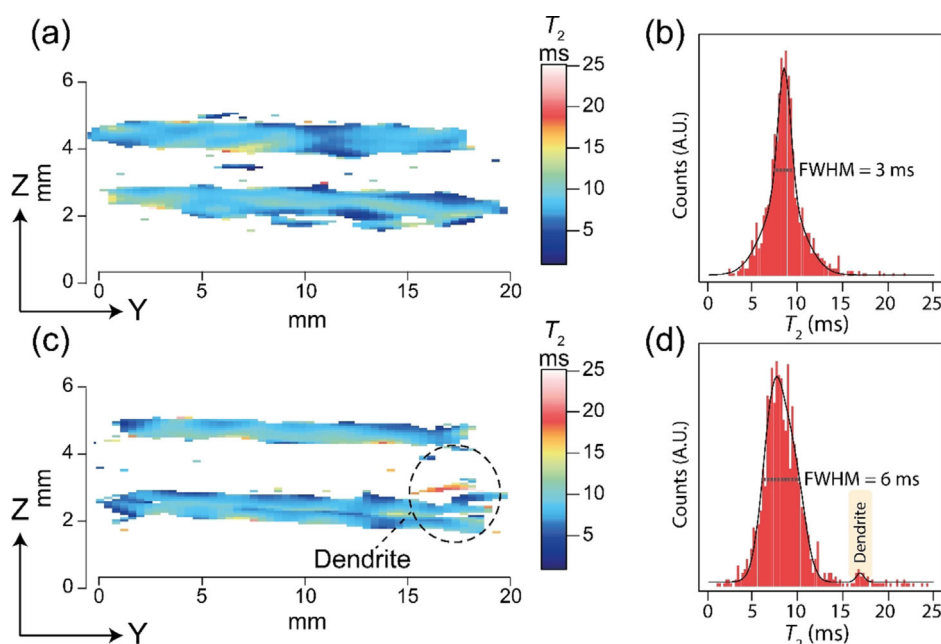 (a)
T2
ms
25
20
15
10
5
6
4
2
0
Z
mm
0
5
10
15
20
Y
mm
(b)
Counts (A.U.)
FWHM = 3 ms
0
5
10
15
20
25
T2 (ms)
(c)
T2
ms
25
20
15
10
5
6
4
2
0
Z
mm
Dendrite
0
5
10
15
20
Y
mm
(d)
Counts (A.U.)
FWHM = 6 ms
Dendrite
0
5
10
15
20
25
T2 (ms)